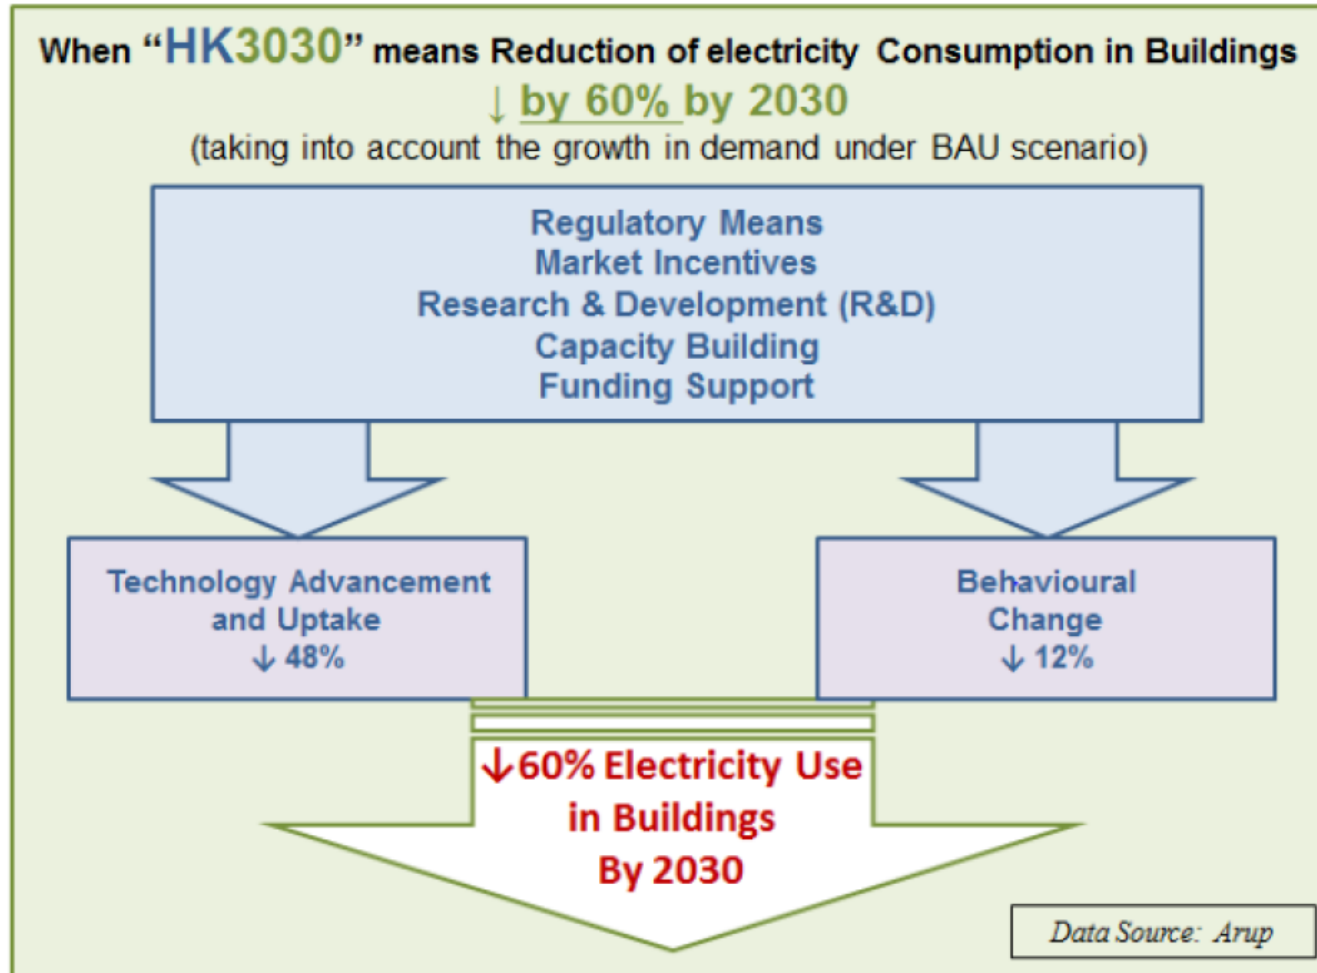 When “HK3030” means Reduction of electricity Consumption in Buildings
↓ by 60% by 2030
(taking into account the growth in demand under BAU scenario)
Regulatory Means
Market Incentives
Research & Development (R&D)
Capacity Building
Funding Support
Technology Advancement
and Uptake
↓ 48%
Behavioural
Change
↓ 12%
↓60% Electricity Use
in Buildings
By 2030
Data Source: Arup